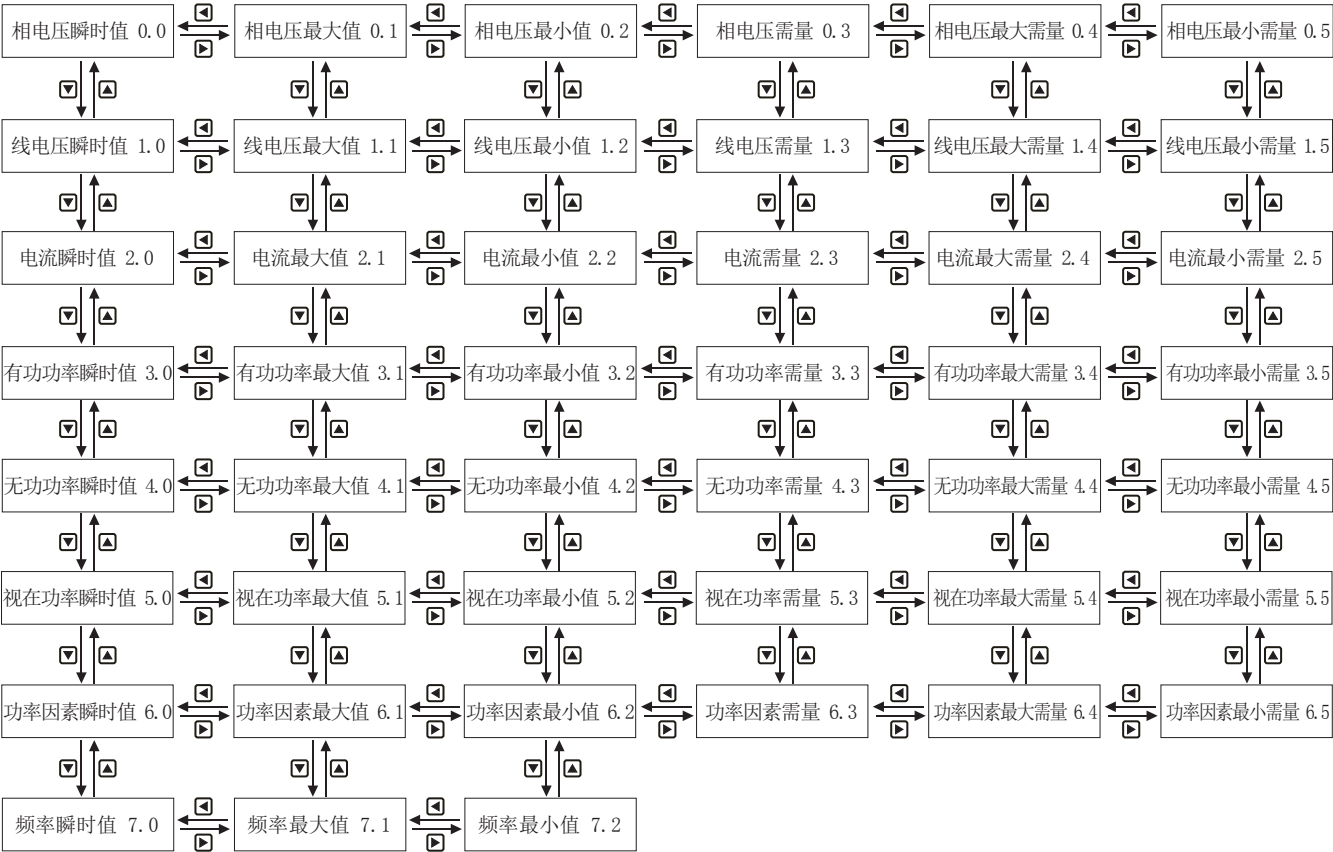 相电压瞬时值 0.0 相电压最大值 0.1 相电压最小值 0.2 相电压需量 0.3 相电压最大需量 0.4 相电压最小需量 0.5
线电压瞬时值 1.0 线电压最大值 1.1 线电压最小值 1.2 线电压需量 1.3 线电压最大需量 1.4 线电压最小需量 1.5
电流瞬时值 2.0 电流最大值 2.1 电流最小值 2.2 电流需量 2.3 电流最大需量 2.4 电流最小需量 2.5
有功功率瞬时值 3.0 有功功率最大值 3.1 有功功率最小值 3.2 有功功率需量 3.3 有功功率最大需量 3.4 有功功率最小需量 3.5
无功功率瞬时值 4.0 无功功率最大值 4.1 无功功率最小值 4.2 无功功率需量 4.3 无功功率最大需量 4.4 无功功率最小需量 4.5
视在功率瞬时值 5.0 视在功率最大值 5.1 视在功率最小值 5.2 视在功率需量 5.3 视在功率最大需量 5.4 视在功率最小需量 5.5
功率因素瞬时值 6.0 功率因素最大值 6.1 功率因素最小值 6.2 功率因素需量 6.3 功率因素最大需量 6.4 功率因素最小需量 6.5
频率瞬时值 7.0 频率最大值 7.1 频率最小值 7.2